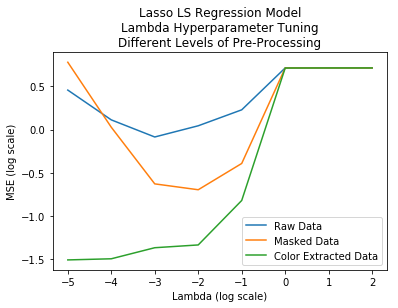 Lasso LS Regression Model
Lambda Hyperparameter Tuning
Different Levels of Pre-Processing
MSE (log scale)
0.5
0.0
−0.5
−1.0
−1.5
Raw Data
Masked Data
Color Extracted Data
−5 −4 −3 −2 −1 0 1 2
Lambda (log scale)